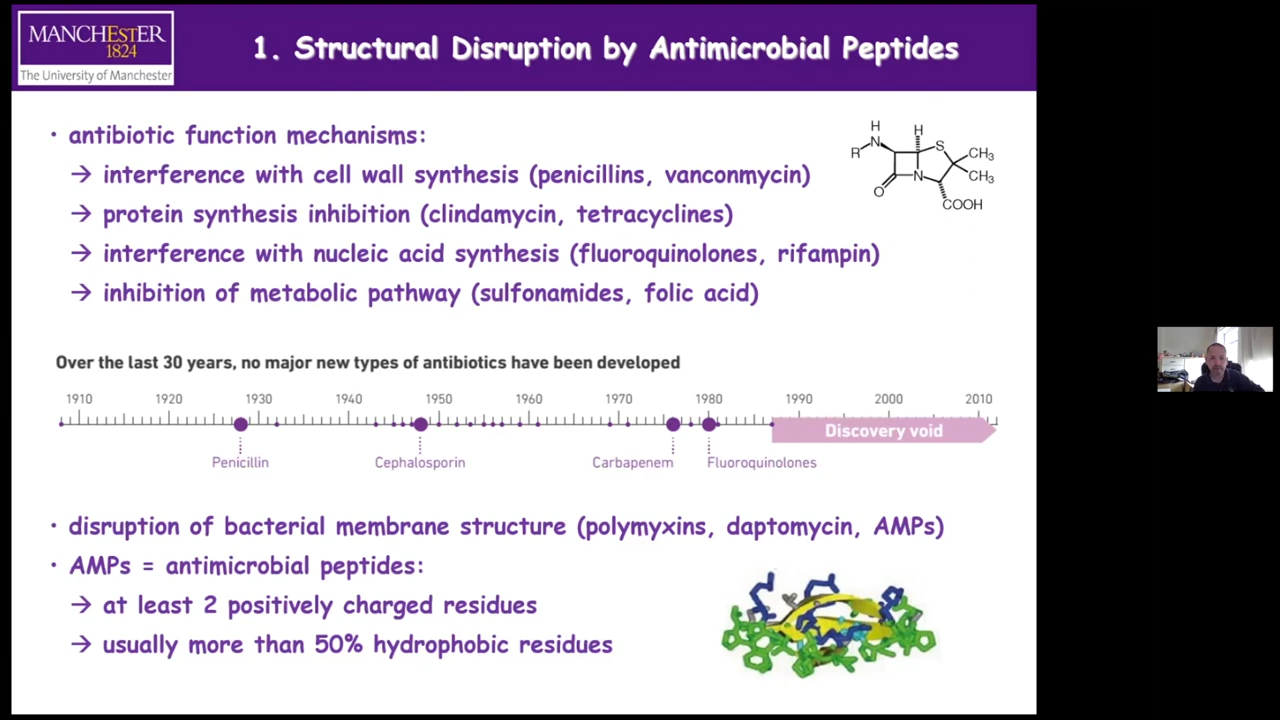 MANCHESTER
1824
The University of Manchester
1. Structural Disruption by Antimicrobial Peptides
• antibiotic function mechanisms:
→ interference with cell wall synthesis (penicillins, vanconmycin)
→ protein synthesis inhibition (clindamycin, tetracyclines)
→ interference with nucleic acid synthesis (fluoroquinolones, rifampin)
→ inhibition of metabolic pathway (sulfonamides, folic acid)
H
H
R
N
S
CH3
CH3
N
O
COOH
Over the last 30 years, no major new types of antibiotics have been developed
1910 1920 1930 1940 1950 1960 1970 1980 1990 2000 2010
Discovery void
Penicillin Cephalosporin Carbapenem Fluoroquinolones
• disruption of bacterial membrane structure (polymyxins, daptomycin, AMPs)
• AMPs = antimicrobial peptides:
→ at least 2 positively charged residues
→ usually more than 50% hydrophobic residues